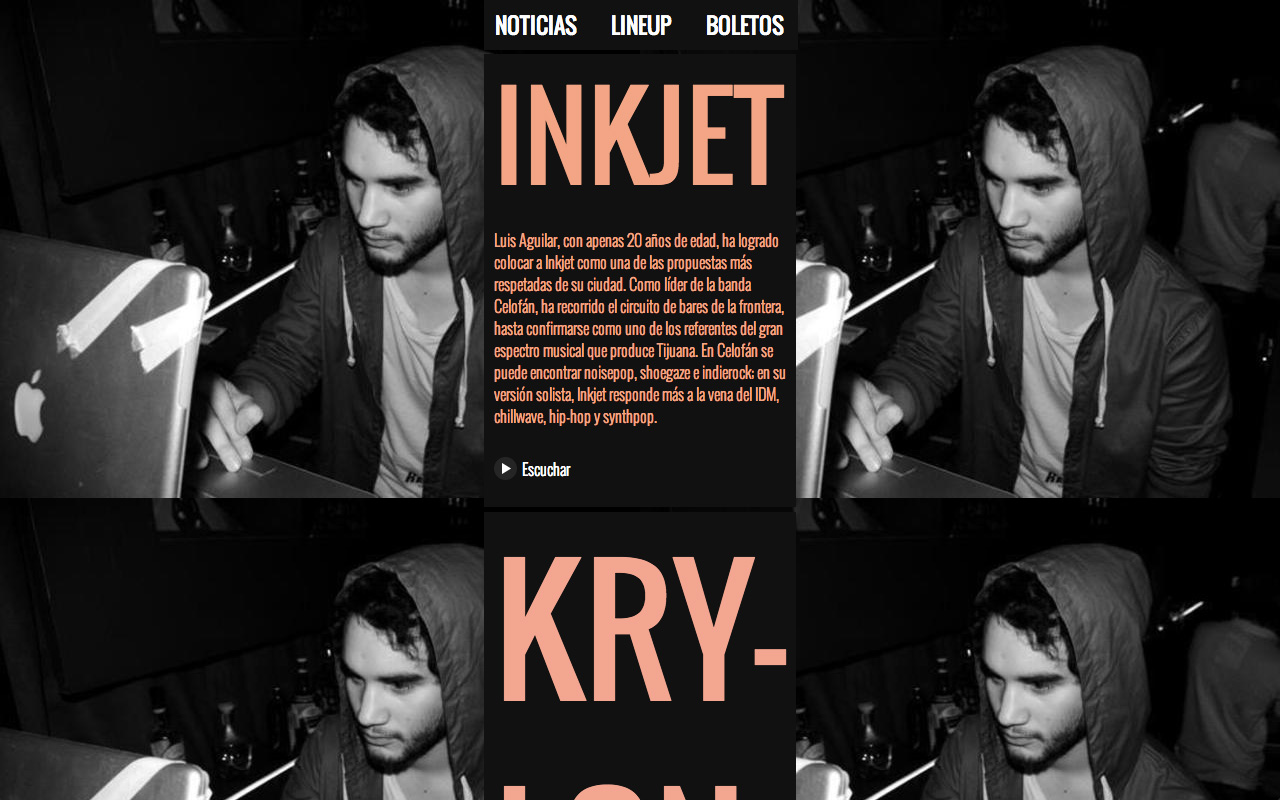 NOTICIAS LINEUP BOLETOS
INKJET
Luis Aguilar, con apenas 20 años de edad, ha logrado
colocar a Inkjet como una de las propuestas más
respetadas de su ciudad. Como líder de la banda
Celofán, ha recorrido el circuito de bares de la frontera,
hasta confirmarse como uno de los referentes del gran
espectro musical que produce Tijuana. En Celofán se
puede encontrar noisepop, shoegaze e indierock: en su
versión solista, Inkjet responde más a la vena del IDM,
chillwave, hip-hop y synthpop.
Escuchar
KRY-